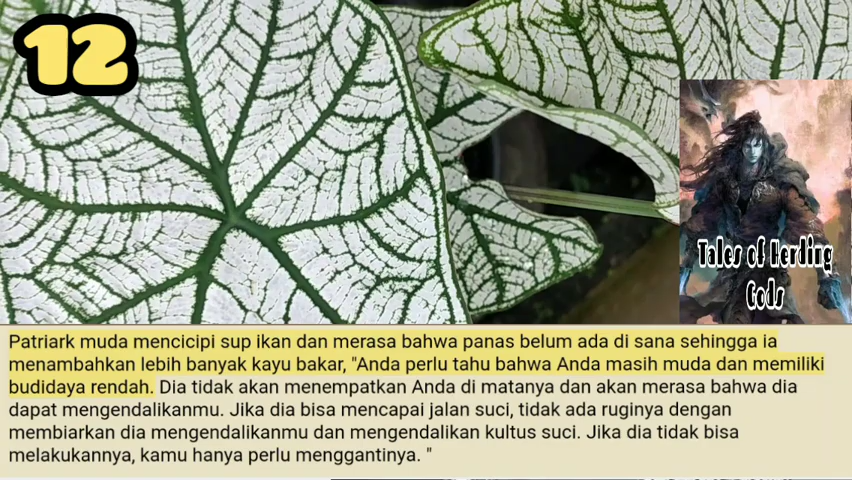 12
Tales of Herding
Gods
Patriark muda mencicipi sup ikan dan merasa bahwa panas belum ada di sana sehingga ia
menambahkan lebih banyak kayu bakar, "Anda perlu tahu bahwa Anda masih muda dan memiliki
budidaya rendah. Dia tidak akan menempatkan Anda di matanya dan akan merasa bahwa dia
dapat mengendalikanmu. Jika dia bisa mencapai jalan suci, tidak ada ruginya dengan
membiarkan dia mengendalikanmu dan mengendalikan kultus suci. Jika dia tidak bisa
melakukannya, kamu hanya perlu menggantinya. "